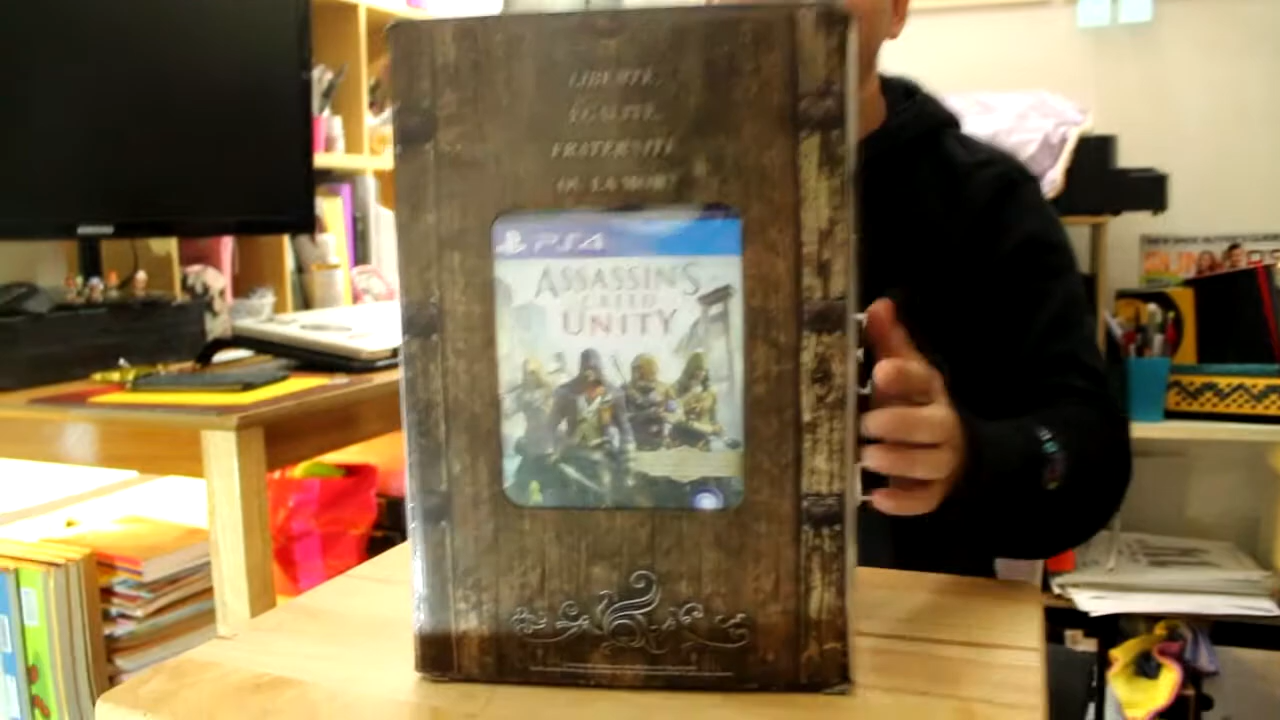 LIBERTÉ,
ÉGALITÉ,
FRATERNITÉ
OU LA MORT
PS4
ASSASSIN'S
CREED
UNITY